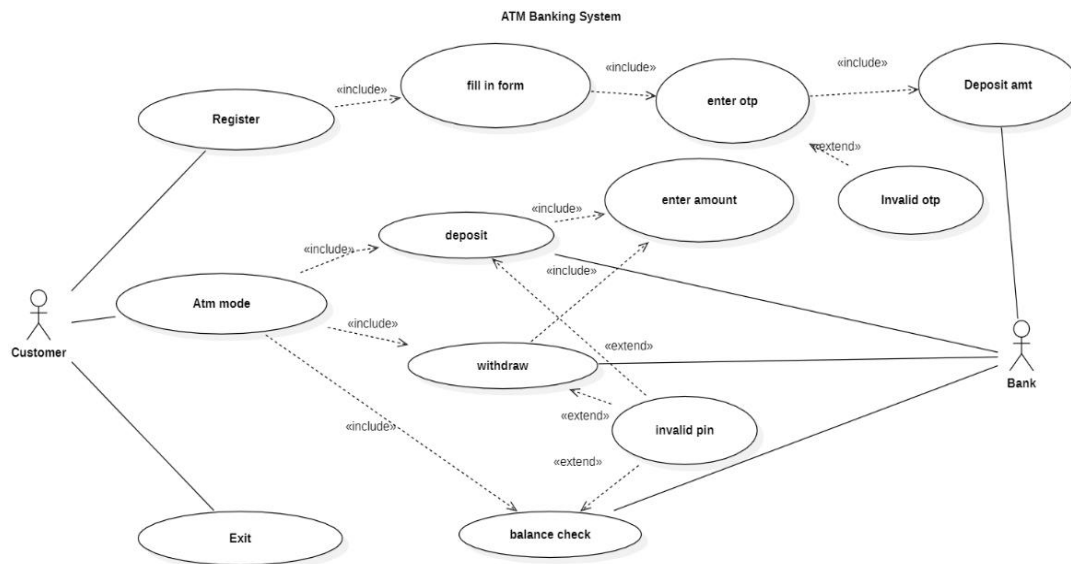 ATM Banking System
fill in form
«include»
«include»
Deposit amt
«include»
enter otp
Register
«extend»
enter amount
Invalid otp
«include»
deposit
«include»
«include»
Atm mode
«include»
Customer
«extend»
withdraw
Bank
«extend»
«include»
invalid pin
«extend»
balance check
Exit